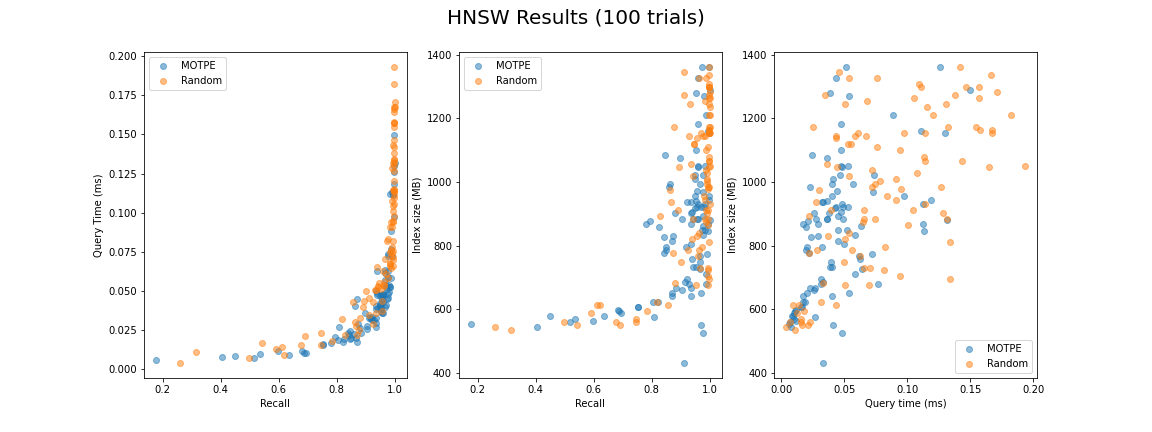 HNSW Results (100 trials)
MOTPE
Random
0.200
0.175
0.150
0.125
0.100
0.075
0.050
0.025
0.000
Query Time (ms)
0.2 0.4 0.6 0.8 1.0
Recall
MOTPE
Random
1400
1200
1000
800
600
400
Index size (MB)
0.2 0.4 0.6 0.8 1.0
Recall
1400
1200
1000
800
600
400
Index size (MB)
MOTPE
Random
0.00 0.05 0.10 0.15 0.20
Query time (ms)